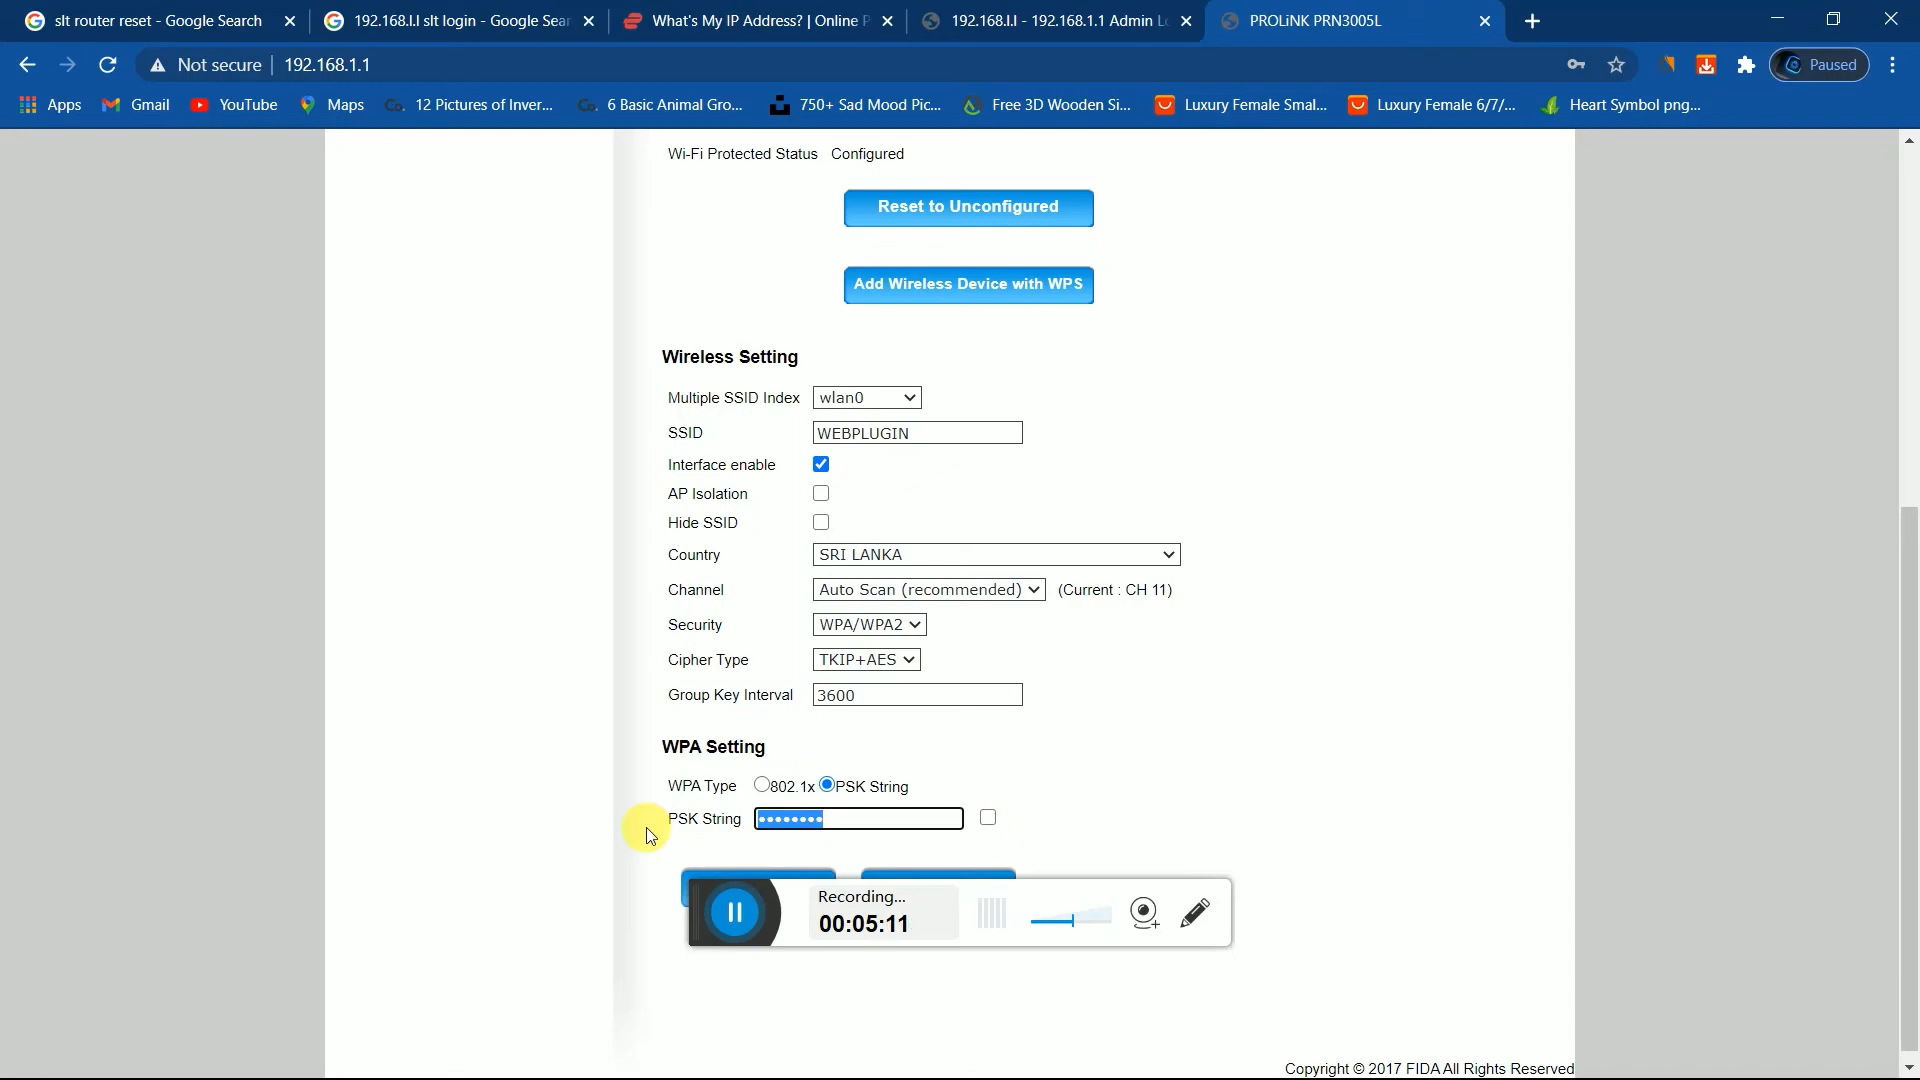 slt router reset - Google Search
192.168.l.l slt login - Google Sear
What's My IP Address? | Online P
192.168.l.l - 192.168.1.1 Admin L
PROLiNK PRN3005L
Not secure
192.168.1.1
Paused
Apps
Gmail
YouTube
Maps
12 Pictures of Inver...
6 Basic Animal Gro...
750+ Sad Mood Pic...
Free 3D Wooden Si...
Luxury Female Smal...
Luxury Female 6/7/...
Heart Symbol png...
Wi-Fi Protected Status Configured
Reset to Unconfigured
Add Wireless Device with WPS
Wireless Setting
Multiple SSID Index wlan0
SSID WEBPLUGIN
Interface enable
AP Isolation
Hide SSID
Country SRI LANKA
Channel Auto Scan (recommended) (Current : CH 11)
Security WPA/WPA2
Cipher Type TKIP+AES
Group Key Interval 3600
WPA Setting
WPA Type 802.1x PSK String
PSK String ••••••••
Recording...
00:05:11
Copyright © 2017 FIDA All Rights Reserved